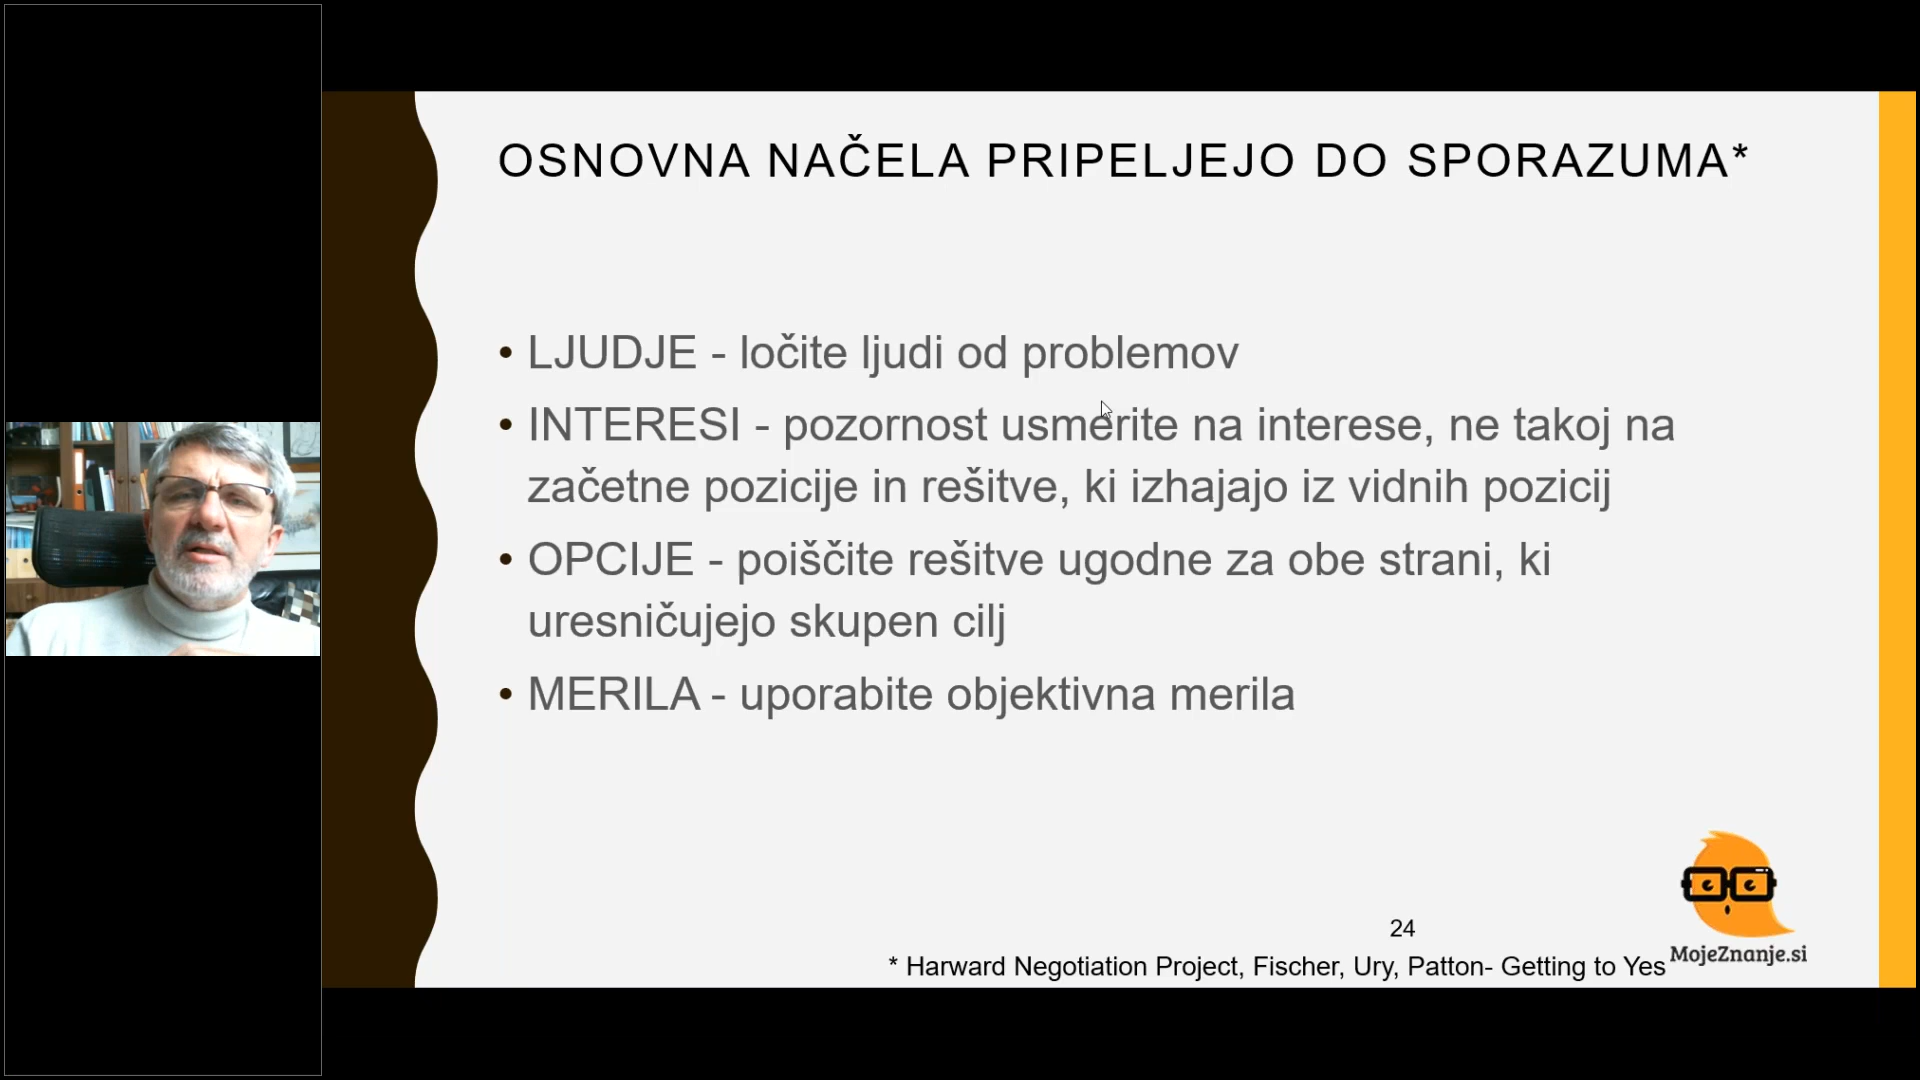 OSNOVNA NAČELA PRIPELJEJO DO SPORAZUMA*
• LJUDJE - ločite ljudi od problemov
• INTERESI - pozornost usmerite na interese, ne takoj na
začetne pozicije in rešitve, ki izhajajo iz vidnih pozicij
• OPCIJE - poiščite rešitve ugodne za obe strani, ki
uresničujejo skupen cilj
• MERILA - uporabite objektivna merila
24
* Harward Negotiation Project, Fischer, Ury, Patton- Getting to Yes
MojeZnanje.si